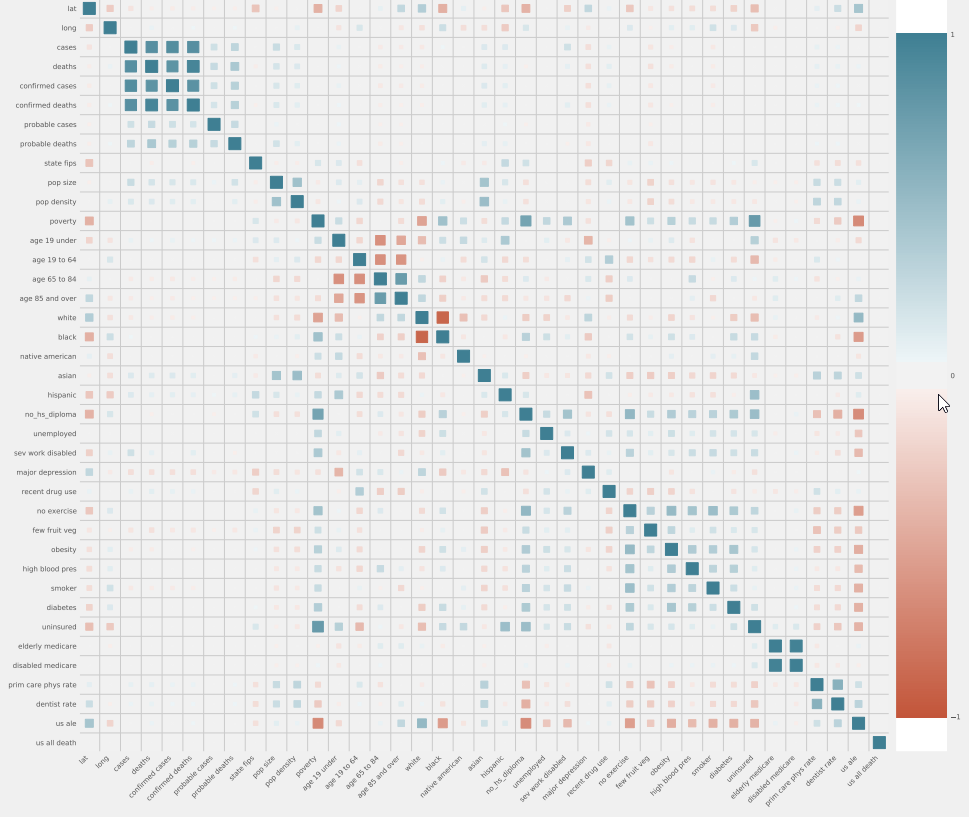 lat
long
cases
deaths
confirmed cases
confirmed deaths
probable cases
probable deaths
state fips
pop size
pop density
poverty
age 19 under
age 19 to 64
age 65 to 84
age 85 and over
white
black
native american
asian
hispanic
no_hs_diploma
unemployed
sev work disabled
major depression
recent drug use
no exercise
few fruit veg
obesity
high blood pres
smoker
diabetes
uninsured
elderly medicare
disabled medicare
prim care phys rate
dentist rate
us ale
us all death
lat
long
cases
deaths
confirmed cases
confirmed deaths
probable cases
probable deaths
state fips
pop size
pop density
poverty
age 19 under
age 19 to 64
age 65 to 84
age 85 and over
white
black
native american
asian
hispanic
no_hs_diploma
unemployed
sev work disabled
major depression
recent drug use
no exercise
few fruit veg
obesity
high blood pres
smoker
diabetes
uninsured
elderly medicare
disabled medicare
prim care phys rate
dentist rate
us ale
us all death
1
0
−1